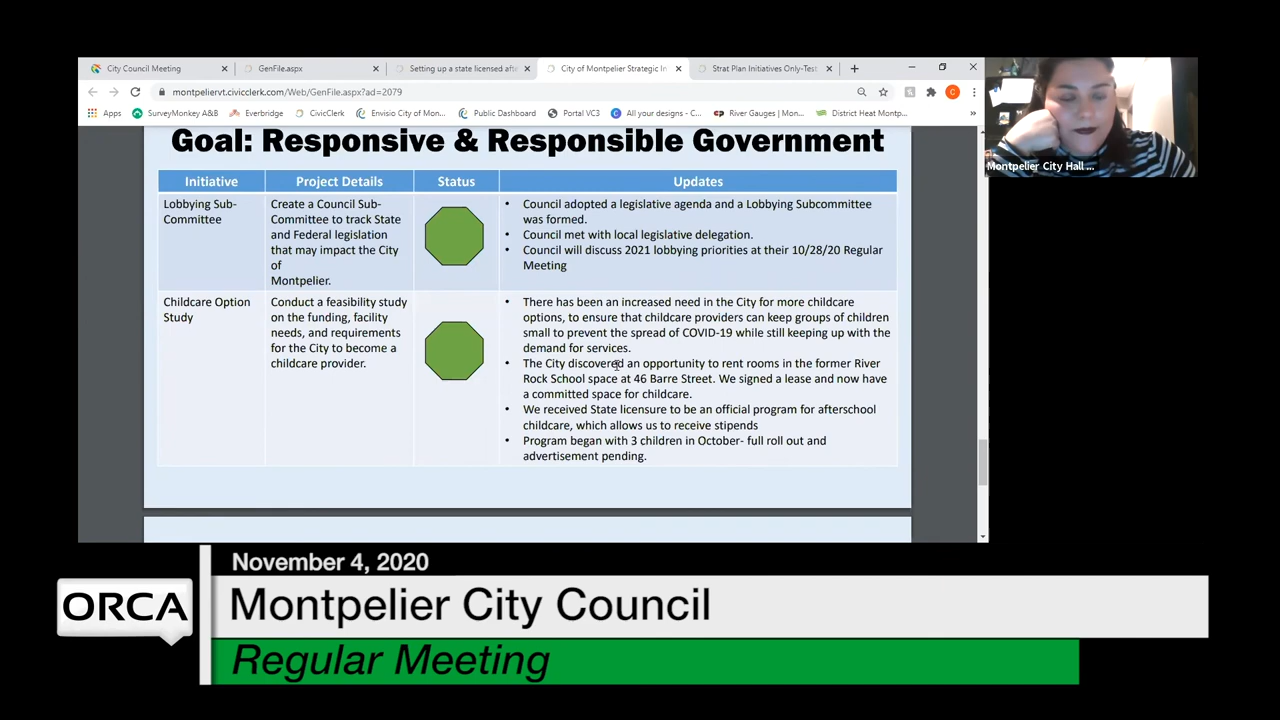 City Council Meeting
GenFile.aspx
Setting up a state licensed afte
City of Montpelier Strategic In
Strat Plan Initiatives Only-Test
montpeliervt.civicclerk.com/Web/GenFile.aspx?ad=2079
Apps
SurveyMonkey A&B
Everbridge
CivicClerk
Envisio City of Mon...
Public Dashboard
Portal VC3
All your designs - C...
River Gauges | Mon...
District Heat Montp...
»
Montpelier City Hall ...
Goal: Responsive & Responsible Government
Initiative
Project Details
Status
Updates
Lobbying Sub-
Committee
Create a Council Sub-
Committee to track State
and Federal legislation
that may impact the City
of
Montpelier.
• Council adopted a legislative agenda and a Lobbying Subcommittee
was formed.
• Council met with local legislative delegation.
• Council will discuss 2021 lobbying priorities at their 10/28/20 Regular
Meeting
Childcare Option
Study
Conduct a feasibility study
on the funding, facility
needs, and requirements
for the City to become a
childcare provider.
• There has been an increased need in the City for more childcare
options, to ensure that childcare providers can keep groups of children
small to prevent the spread of COVID-19 while still keeping up with the
demand for services.
• The City discovered an opportunity to rent rooms in the former River
Rock School space at 46 Barre Street. We signed a lease and now have
a committed space for childcare.
• We received State licensure to be an official program for afterschool
childcare, which allows us to receive stipends
• Program began with 3 children in October- full roll out and
advertisement pending.
November 4, 2020
ORCA
Montpelier City Council
Regular Meeting